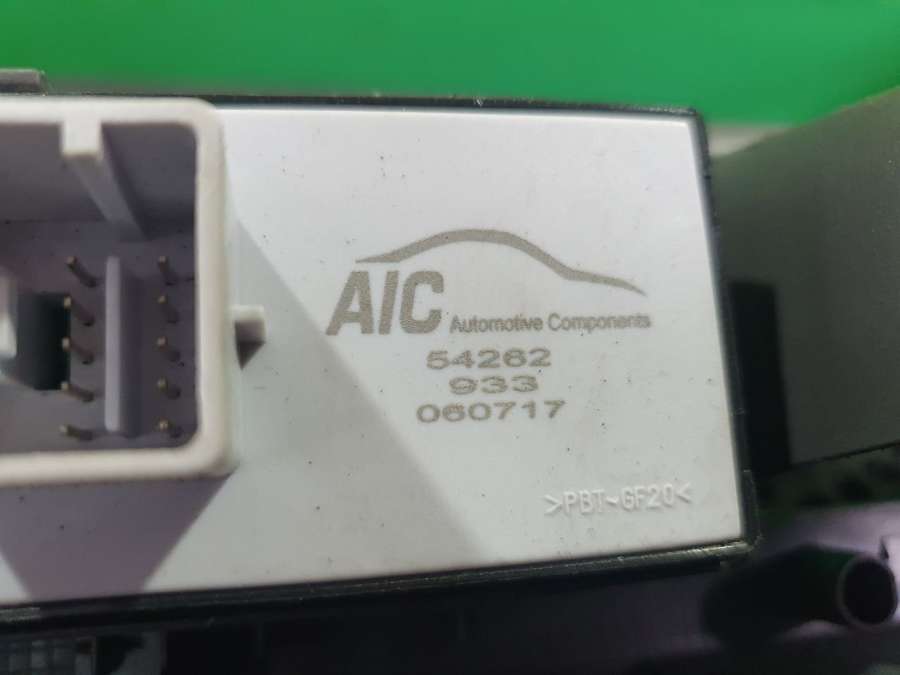 AIC Automotive Components
54262
933
060717
>PBT-GF20<